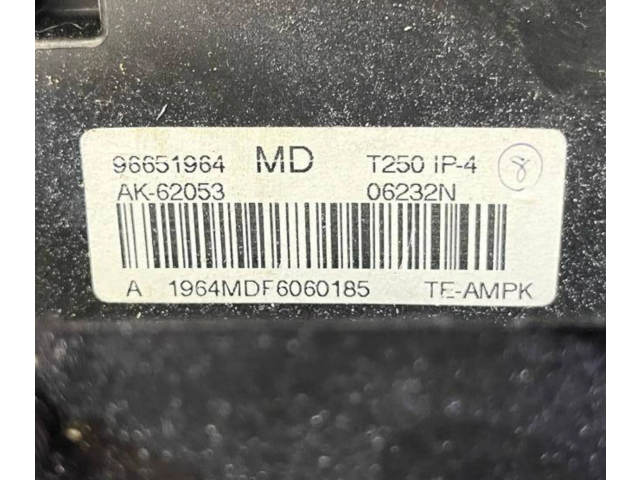 96651964 MD T250 IP-4 8
AK-62053 06232N
A 1964MDF6060185 TE-AMPK